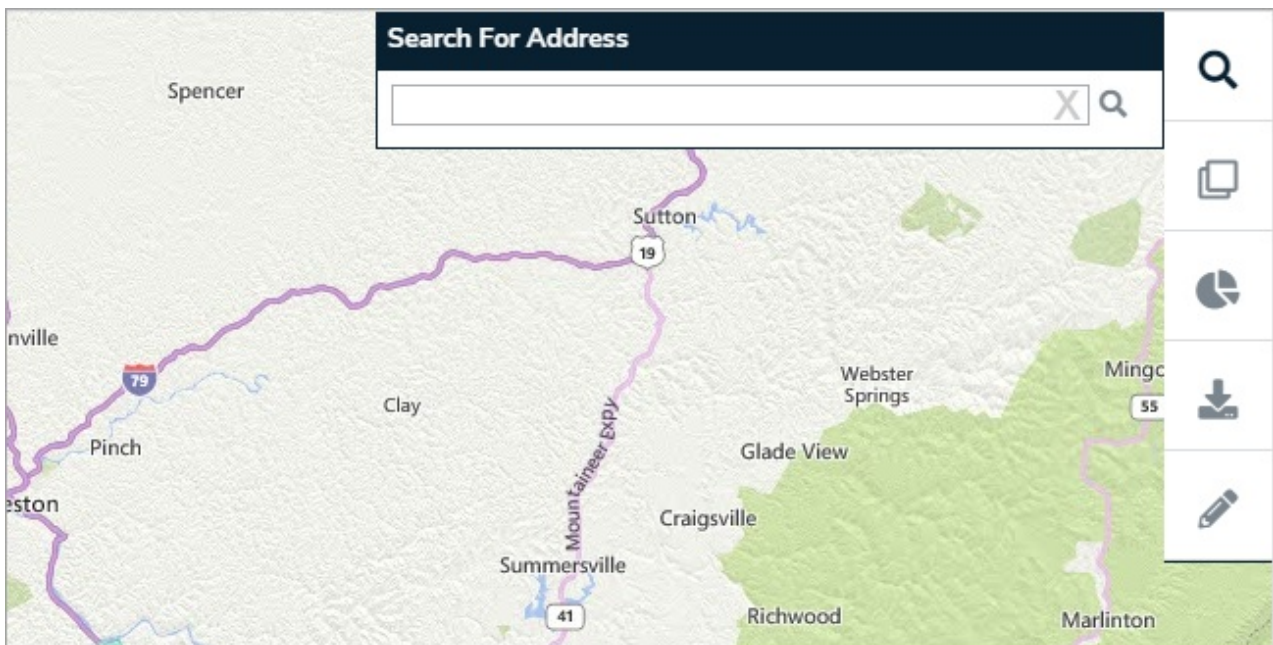 Search For Address
X
Spencer
Sutton
19
nville
79
Webster
Springs
Mingo
55
Clay
Pinch
Mountaineer Expy
Glade View
eston
Craigsville
Summersville
41
Richwood
Marlinton